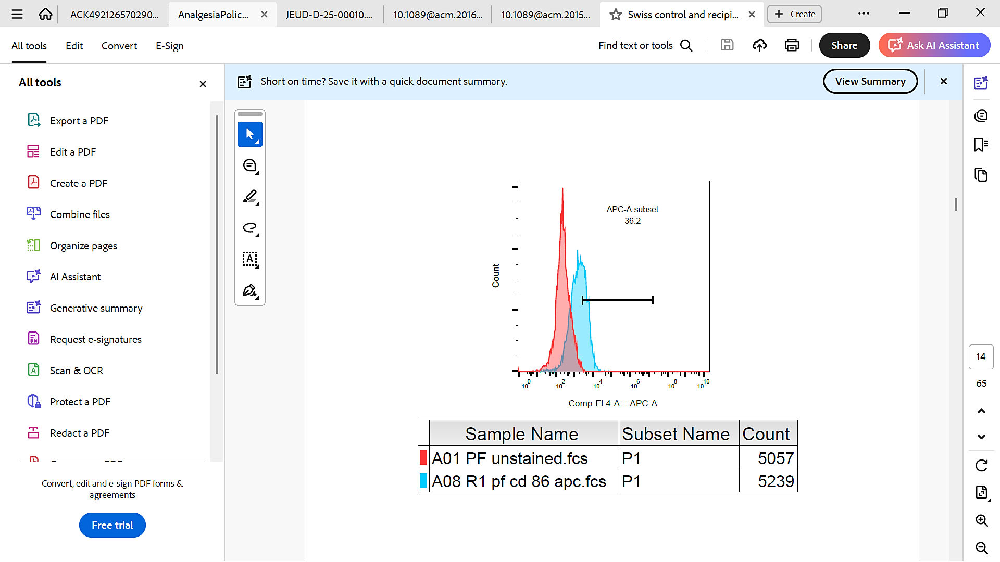 ACK492126570290...
AnalgesiaPolic...
JEUD-D-25-00010....
10.1089@acm.2016...
10.1089@acm.2015...
Swiss control and recipi...
Create
All tools
Edit
Convert
E-Sign
Find text or tools
Share
Ask AI Assistant
All tools
Export a PDF
Edit a PDF
Create a PDF
Combine files
Organize pages
AI Assistant
Generative summary
Request e-signatures
Scan & OCR
Protect a PDF
Redact a PDF
Convert, edit and e-sign PDF forms &
agreements
Free trial
Short on time? Save it with a quick document summary.
View Summary
APC-A subset
36.2
Count
10^0 10^2 10^4 10^6 10^8 10^10
Comp-FL4-A :: APC-A
Sample Name Subset Name Count
A01 PF unstained.fcs P1 5057
A08 R1 pf cd 86 apc.fcs P1 5239
14
65